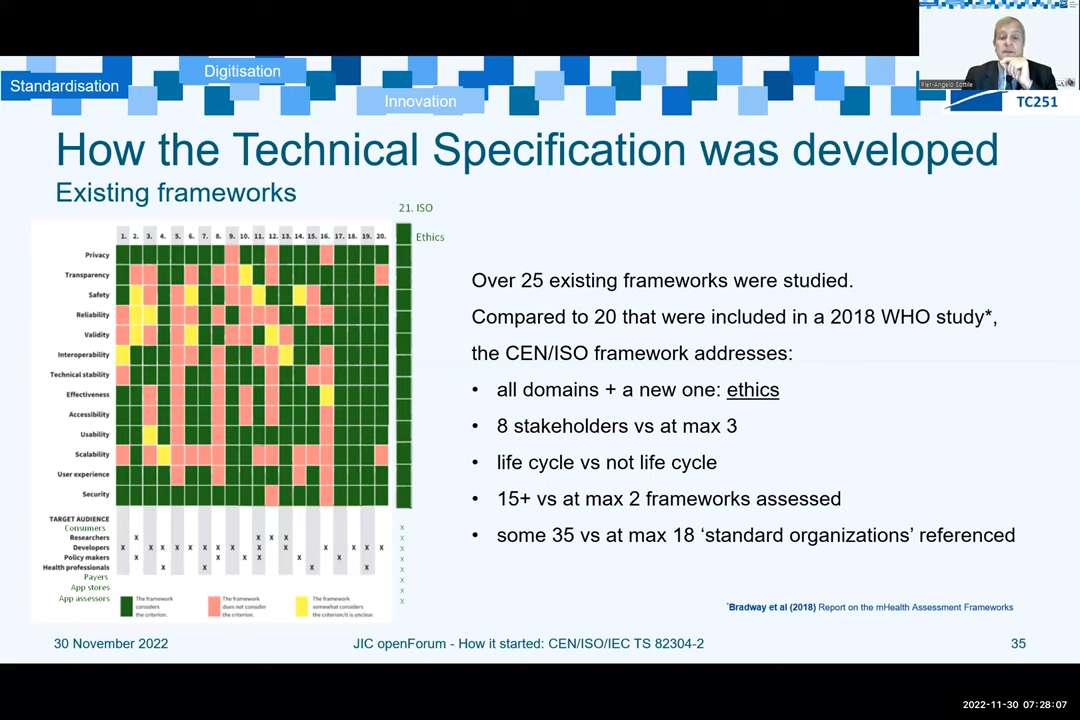 Standardisation
Digitisation
Innovation
Pier-Angelo Sottile
TC251
How the Technical Specification was developed
Existing frameworks
21. ISO
Ethics
1. 2. 3. 4. 5. 6. 7. 8. 9. 10. 11. 12. 13. 14. 15. 16. 17. 18. 19. 20.
Privacy
Transparency
Safety
Reliability
Validity
Interoperability
Technical stability
Effectiveness
Accessibility
Usability
Scalability
User experience
Security
TARGET AUDIENCE
Consumers
Researchers
Developers
Policy makers
Health professionals
Payers
App stores
App assessors
The framework
considers
the criterion.
The framework
does not consider
the criterion.
The framework
somewhat considers
the criterion/it is unclear.
Over 25 existing frameworks were studied.
Compared to 20 that were included in a 2018 WHO study*,
the CEN/ISO framework addresses:
• all domains + a new one: ethics
• 8 stakeholders vs at max 3
• life cycle vs not life cycle
• 15+ vs at max 2 frameworks assessed
• some 35 vs at max 18 ‘standard organizations’ referenced
*Bradway et al (2018) Report on the mHealth Assessment Frameworks
30 November 2022
JIC openForum - How it started: CEN/ISO/IEC TS 82304-2
35
2022-11-30 07:28:07